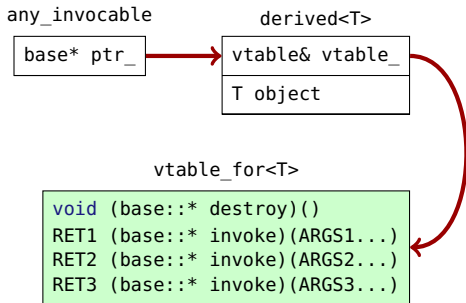 any_invocable
derived<T>
base* ptr_
vtable& vtable_
T object
vtable_for<T>
void (base::* destroy)()
RET1 (base::* invoke)(ARGS1...)
RET2 (base::* invoke)(ARGS2...)
RET3 (base::* invoke)(ARGS3...)